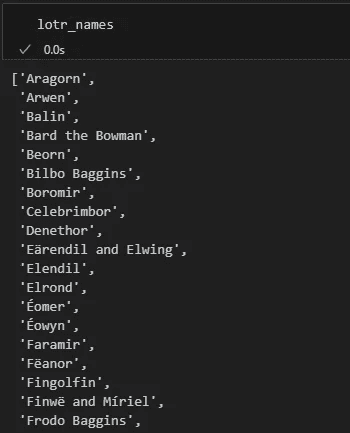 lotr_names
✓ 0.0s
['Aragorn',
'Arwen',
'Balin',
'Bard the Bowman',
'Beorn',
'Bilbo Baggins',
'Boromir',
'Celebrimbor',
'Denethor',
'Eärendil and Elwing',
'Elendil',
'Elrond',
'Éomer',
'Éowyn',
'Faramir',
'Fëanor',
'Fingolfin',
'Finwë and Míriel',
'Frodo Baggins',